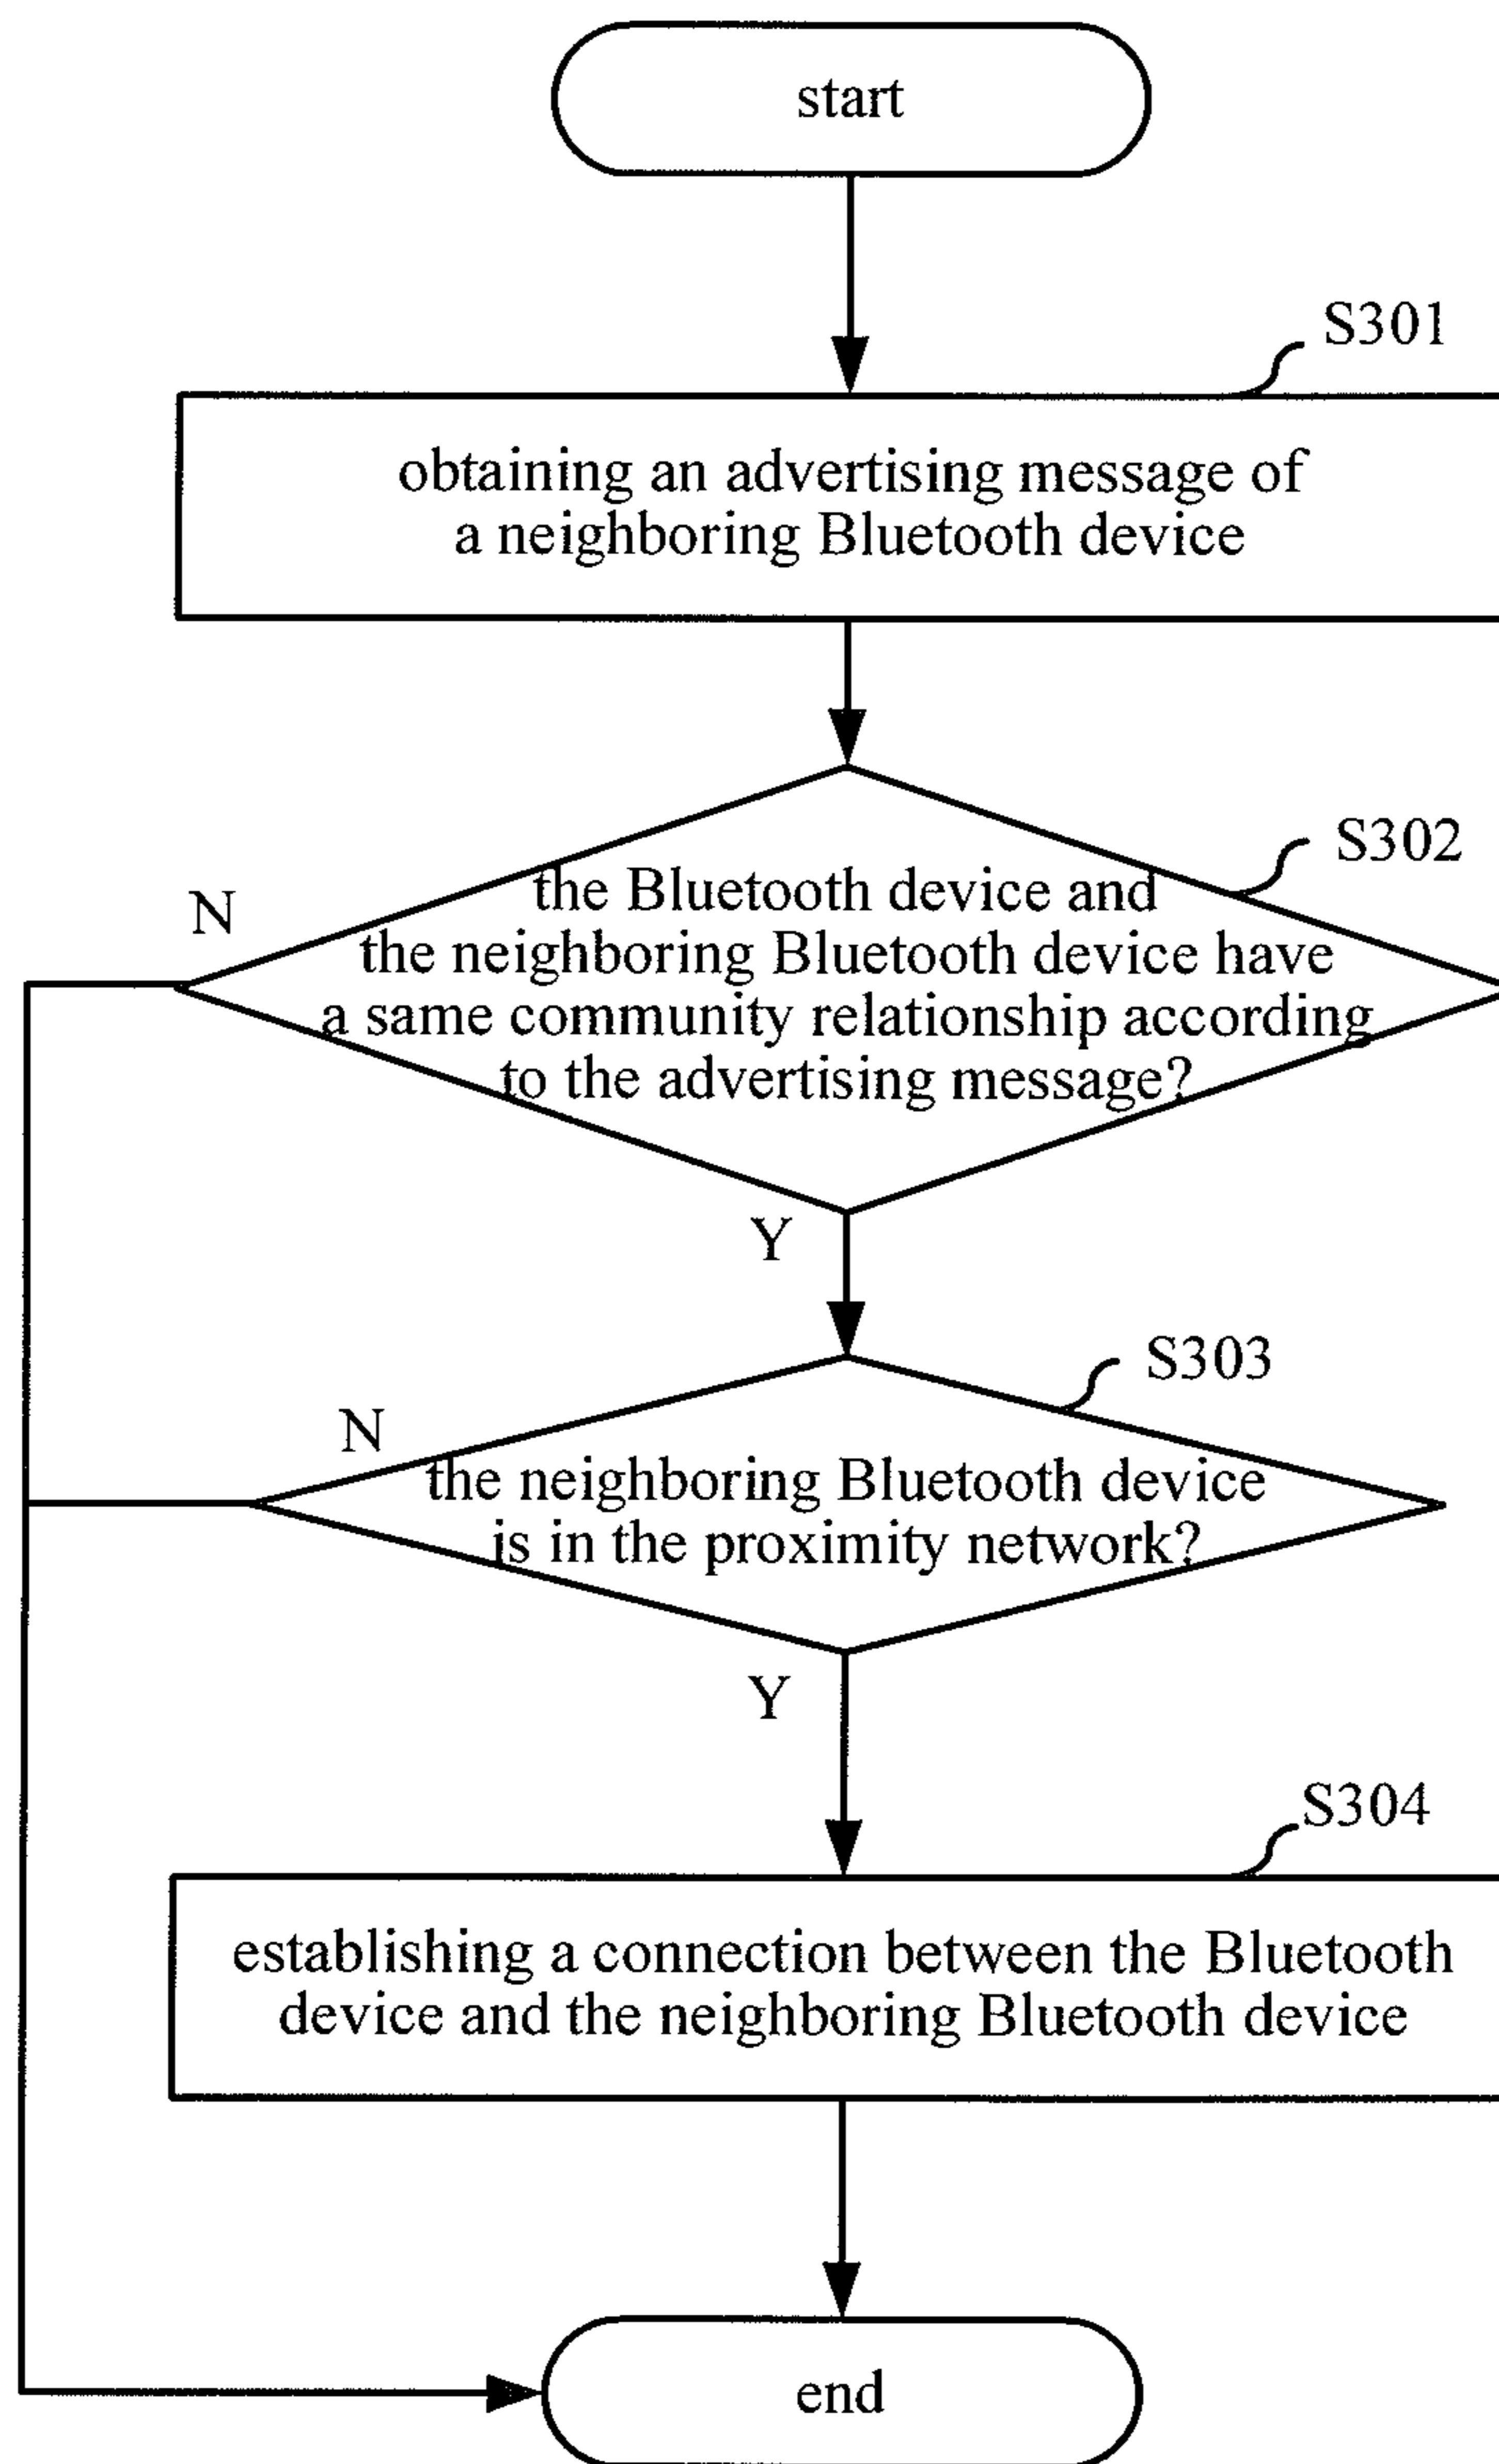 start
S301
obtaining an advertising message of
a neighboring Bluetooth device
S302
N
the Bluetooth device and
the neighboring Bluetooth device have
a same community relationship according
to the advertising message?
Y
S303
N
the neighboring Bluetooth device
is in the proximity network?
Y
S304
establishing a connection between the Bluetooth
device and the neighboring Bluetooth device
end